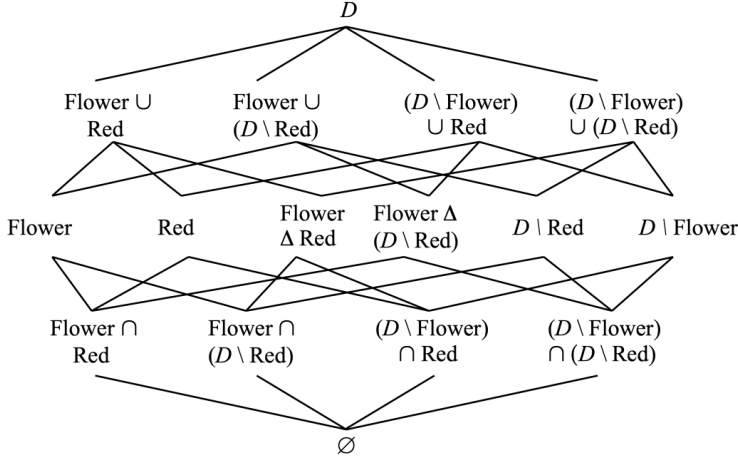 D
Flower ∪ Flower ∪ (D \ Flower) (D \ Flower)
Red (D \ Red) ∪ Red ∪ (D \ Red)
Flower Red Flower Flower Δ D \ Red D \ Flower
Δ Red (D \ Red)
Flower ∩ Flower ∩ (D \ Flower) (D \ Flower)
Red (D \ Red) ∩ Red ∩ (D \ Red)
∅